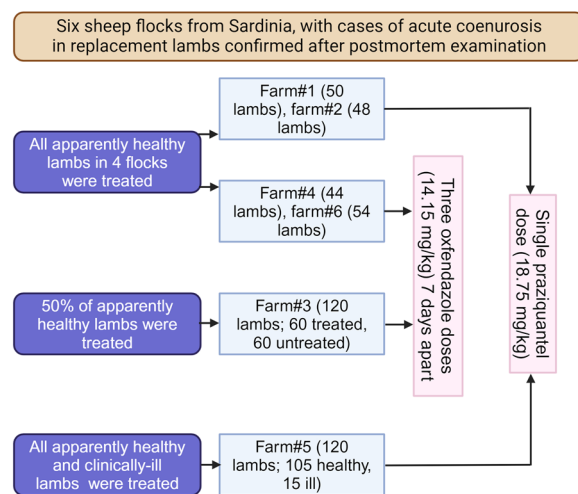 Six sheep flocks from Sardinia, with cases of acute coenurosis
in replacement lambs confirmed after postmortem examination
All apparently healthy
lambs in 4 flocks
were treated
Farm#1 (50
lambs), farm#2 (48
lambs)
Farm#4 (44
lambs), farm#6 (54
lambs)
50% of apparently
healthy lambs were
treated
Farm#3 (120
lambs; 60 treated,
60 untreated)
All apparently healthy
and clinically-ill
lambs were treated
Farm#5 (120
lambs; 105 healthy,
15 ill)
Three oxfendazole doses
(14.15 mg/kg) 7 days apart
Single praziquantel
dose (18.75 mg/kg)